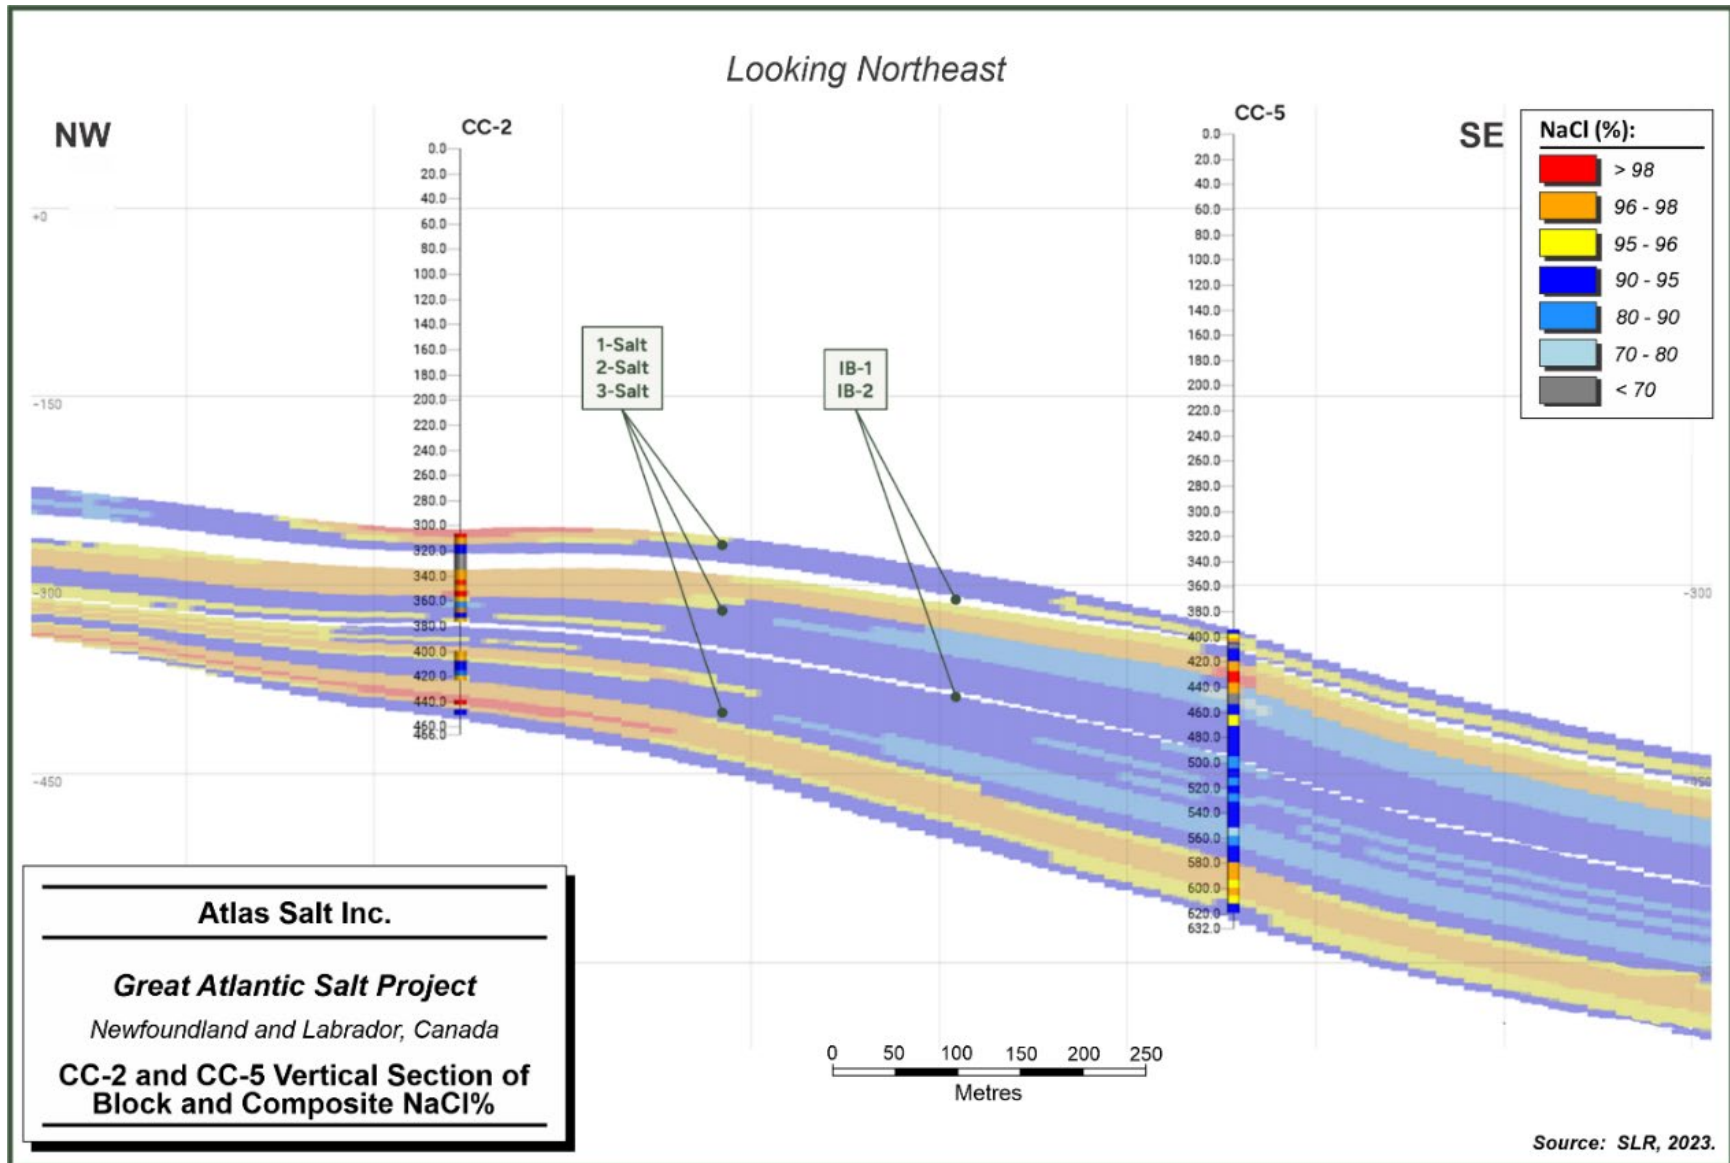 Looking Northeast
NW
CC-2
CC-5
SE
NaCl (%):
> 98
96 - 98
95 - 96
90 - 95
80 - 90
70 - 80
< 70
0.0
20.0
40.0
60.0
80.0
100.0
120.0
140.0
160.0
180.0
200.0
220.0
240.0
260.0
280.0
300.0
320.0
340.0
360.0
380.0
400.0
420.0
440.0
460.0
466.0
0.0
20.0
40.0
60.0
80.0
100.0
120.0
140.0
160.0
180.0
200.0
220.0
240.0
260.0
280.0
300.0
320.0
340.0
360.0
380.0
400.0
420.0
440.0
460.0
480.0
500.0
520.0
540.0
560.0
580.0
600.0
620.0
632.0
+0
-150
-300
-450
-300
-450
1-Salt
2-Salt
3-Salt
IB-1
IB-2
Atlas Salt Inc.
Great Atlantic Salt Project
Newfoundland and Labrador, Canada
CC-2 and CC-5 Vertical Section of
Block and Composite NaCl%
0 50 100 150 200 250
Metres
Source: SLR, 2023.